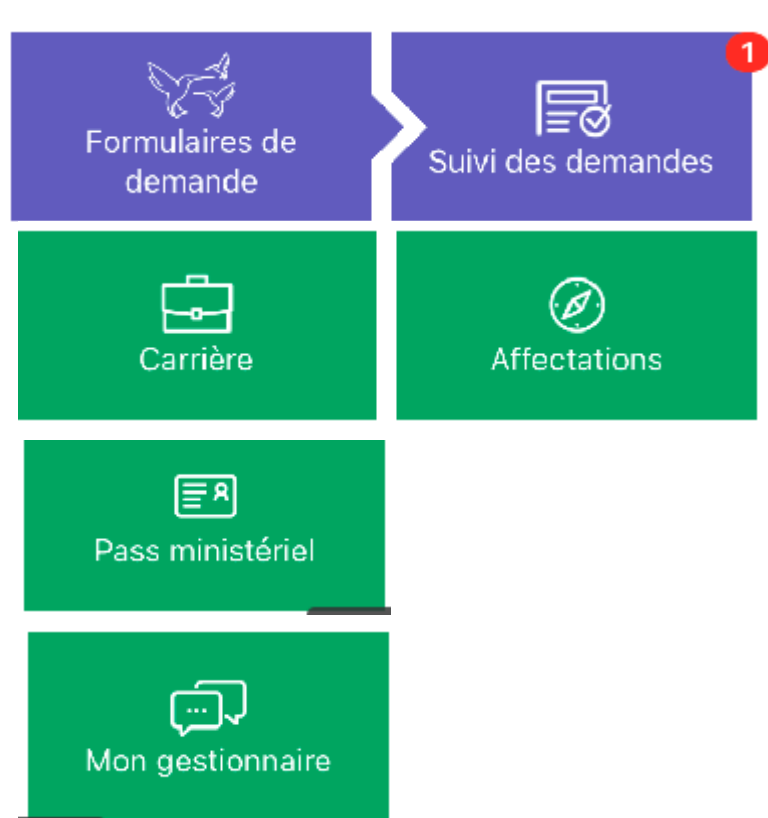 1
Formulaires de
demande
Suivi des demandes
Carrière
Affectations
Pass ministériel
Mon gestionnaire